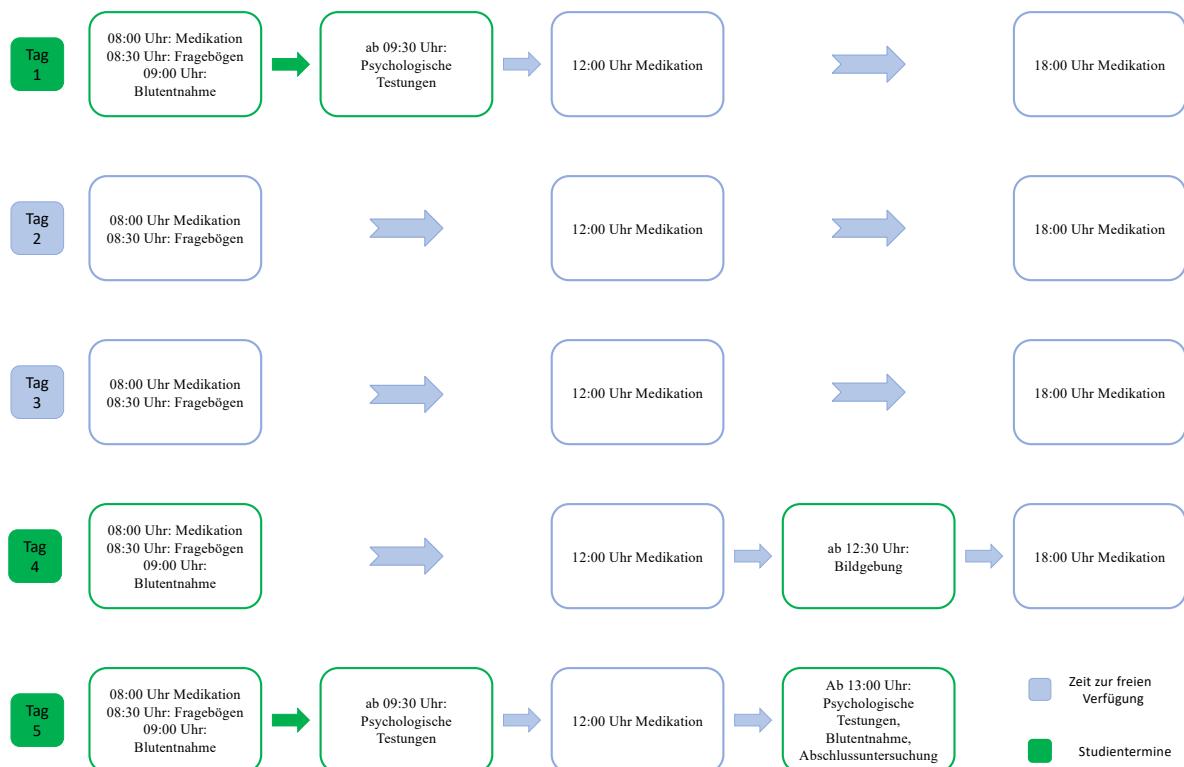 Tag
1
08:00 Uhr: Medikation
08:30 Uhr: Fragebögen
09:00 Uhr:
Blutentnahme
ab 09:30 Uhr:
Psychologische
Testungen
12:00 Uhr Medikation
18:00 Uhr Medikation
Tag
2
08:00 Uhr Medikation
08:30 Uhr: Fragebögen
12:00 Uhr Medikation
18:00 Uhr Medikation
Tag
3
08:00 Uhr Medikation
08:30 Uhr: Fragebögen
12:00 Uhr Medikation
18:00 Uhr Medikation
Tag
4
08:00 Uhr: Medikation
08:30 Uhr: Fragebögen
09:00 Uhr:
Blutentnahme
12:00 Uhr Medikation
ab 12:30 Uhr:
Bildgebung
18:00 Uhr Medikation
Tag
5
08:00 Uhr Medikation
08:30 Uhr: Fragebögen
09:00 Uhr:
Blutentnahme
ab 09:30 Uhr:
Psychologische
Testungen
12:00 Uhr Medikation
Ab 13:00 Uhr:
Psychologische
Testungen,
Blutentnahme,
Abschlussuntersuchung
Zeit zur freien
Verfügung
Studientermine